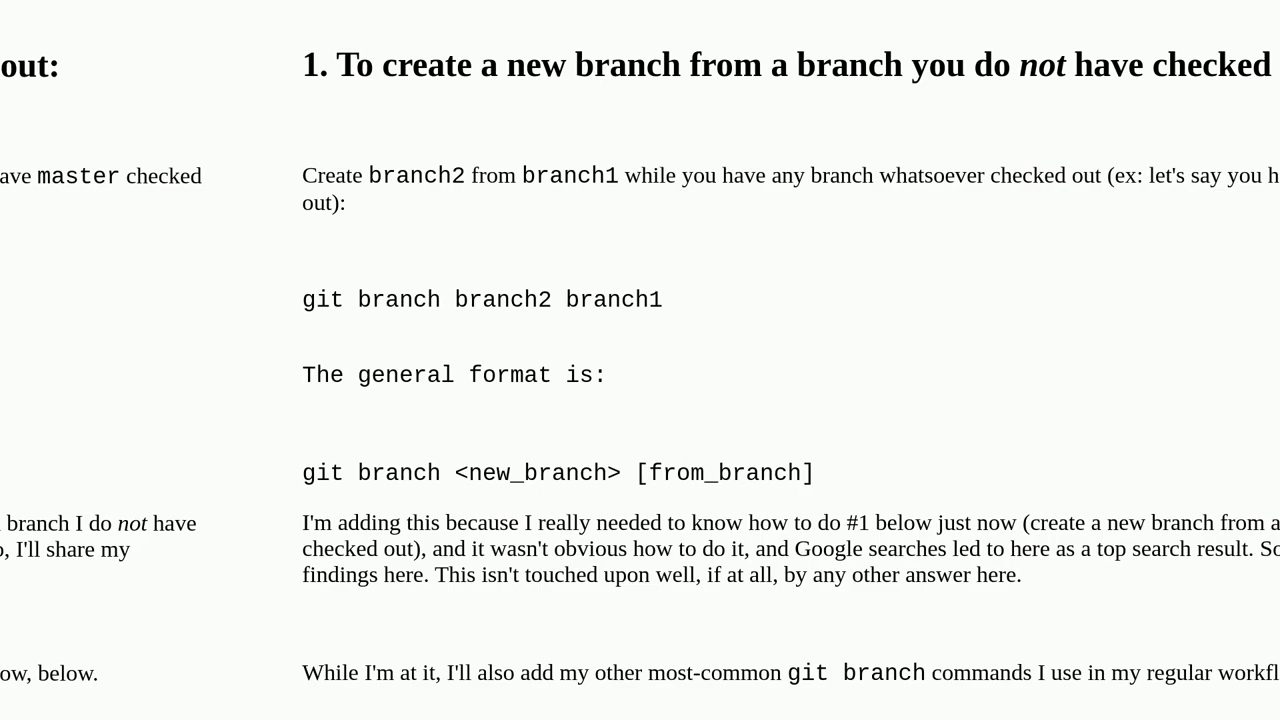 out:
ave master checked
branch I do not have
o, I'll share my
ow, below.
1. To create a new branch from a branch you do not have checked
Create branch2 from branch1 while you have any branch whatsoever checked out (ex: let's say you h
out):
git branch branch2 branch1
The general format is:
git branch <new_branch> [from_branch]
I'm adding this because I really needed to know how to do #1 below just now (create a new branch from a
checked out), and it wasn't obvious how to do it, and Google searches led to here as a top search result. So
findings here. This isn't touched upon well, if at all, by any other answer here.
While I'm at it, I'll also add my other most-common git branch commands I use in my regular workfl